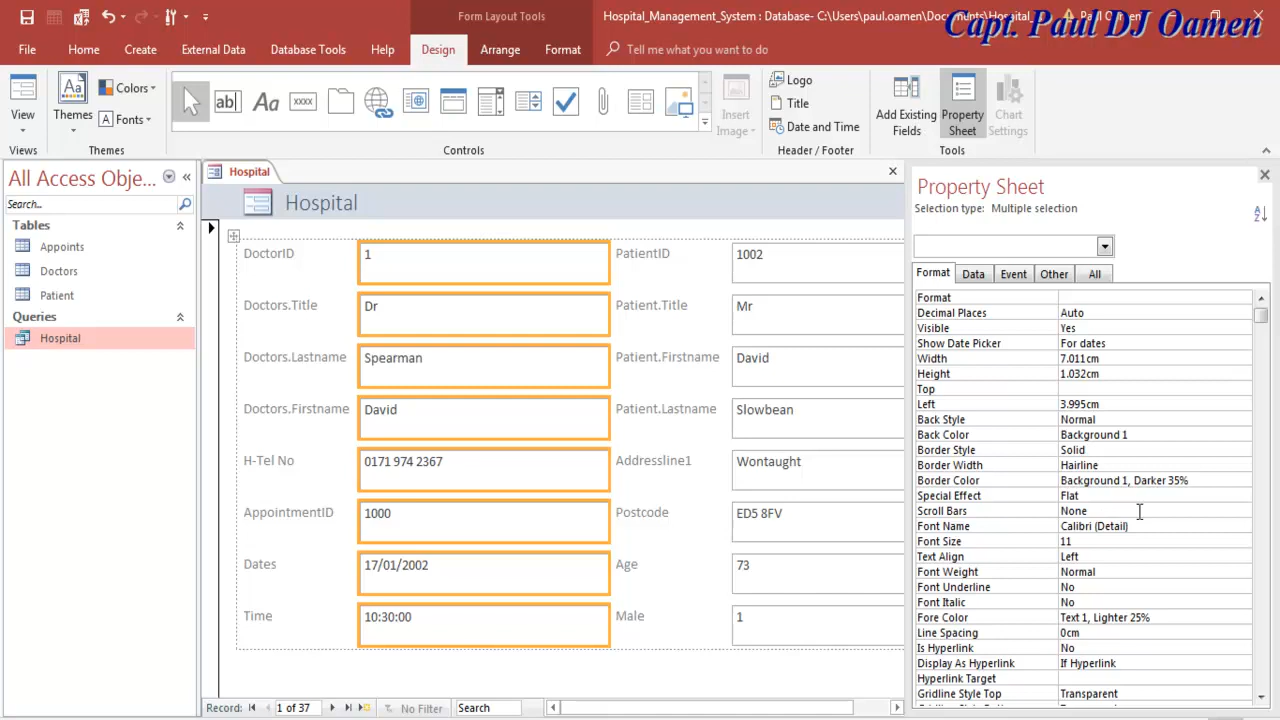 Form Layout Tools
Hospital_Management_System : Database- C:\Users\paul.oamen\Documents\Hospital_
Capt. Paul DJ Oamen
File Home Create External Data Database Tools Help Design Arrange Format Tell me what you want to do
View
Views
Themes
Colors
Fonts
Themes
Controls
Insert
Image
Logo
Title
Date and Time
Header / Footer
Add Existing
Fields
Property
Sheet
Chart
Settings
Tools
All Access Obje...
Search...
Tables
Appoints
Doctors
Patient
Queries
Hospital
Hospital
Hospital
DoctorID 1 PatientID 1002
Doctors.Title Dr Patient.Title Mr
Doctors.Lastname Spearman Patient.Firstname David
Doctors.Firstname David Patient.Lastname Slowbean
H-Tel No 0171 974 2367 Addressline1 Wontaught
AppointmentID 1000 Postcode ED5 8FV
Dates 17/01/2002 Age 73
Time 10:30:00 Male 1
Record: 1 of 37 No Filter Search
Property Sheet
Selection type: Multiple selection
Format Data Event Other All
Format
Decimal Places Auto
Visible Yes
Show Date Picker For dates
Width 7.011cm
Height 1.032cm
Top
Left 3.995cm
Back Style Normal
Back Color Background 1
Border Style Solid
Border Width Hairline
Border Color Background 1, Darker 35%
Special Effect Flat
Scroll Bars None
Font Name Calibri (Detail)
Font Size 11
Text Align Left
Font Weight Normal
Font Underline No
Font Italic No
Fore Color Text 1, Lighter 25%
Line Spacing 0cm
Is Hyperlink No
Display As Hyperlink If Hyperlink
Hyperlink Target
Gridline Style Top Transparent